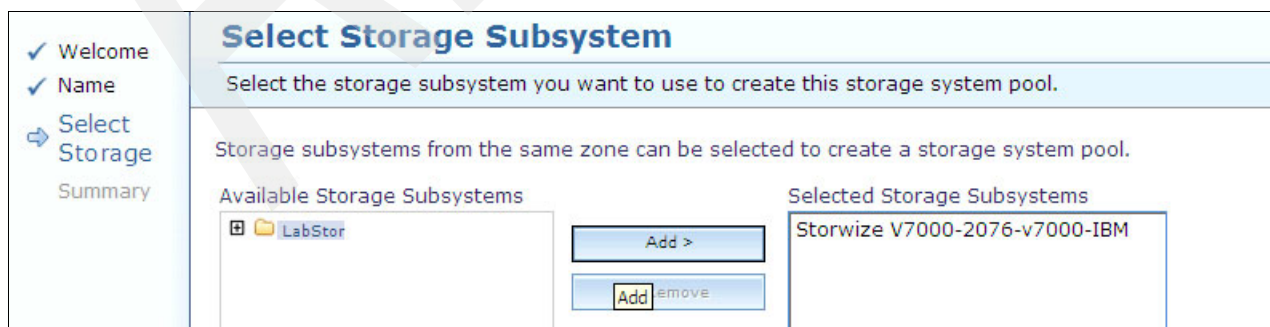 Welcome
Name
Select
Storage
Summary
Select Storage Subsystem
Select the storage subsystem you want to use to create this storage system pool.
Storage subsystems from the same zone can be selected to create a storage system pool.
Available Storage Subsystems
LabStor
Add >
Add
emove
Selected Storage Subsystems
Storwize V7000-2076-v7000-IBM